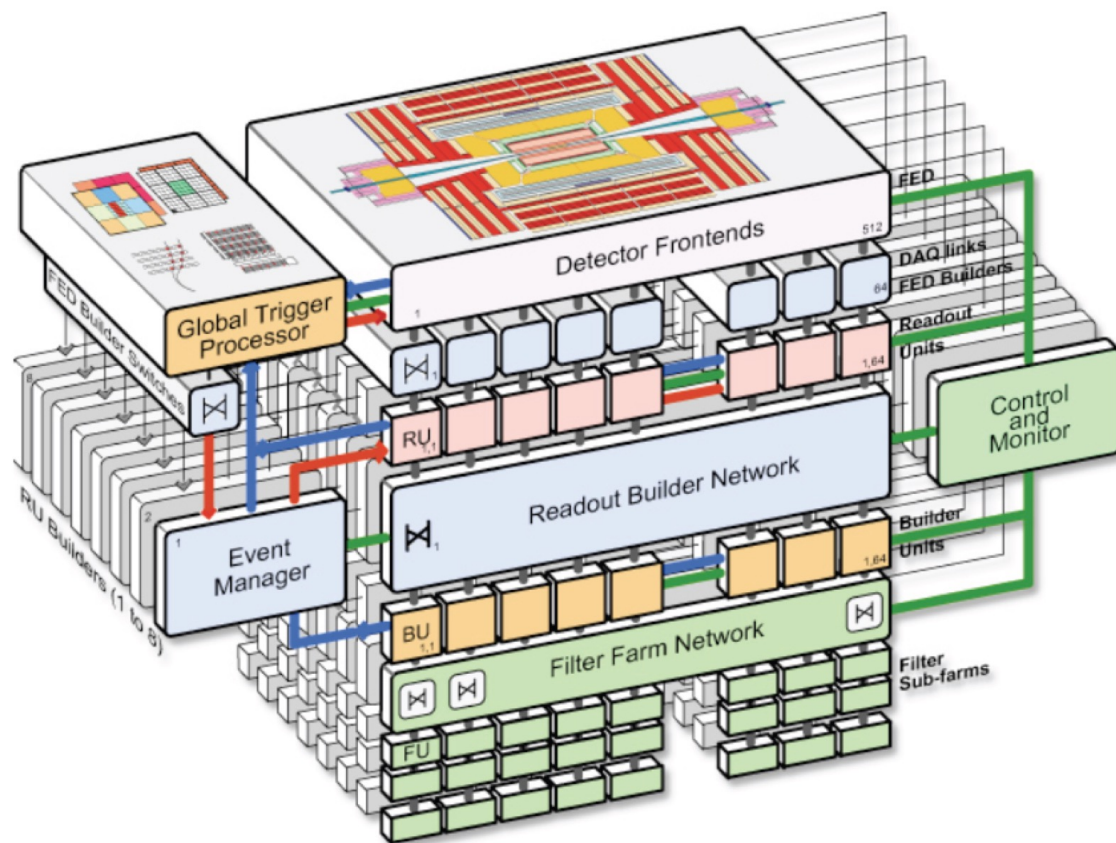 FED
512
Detector Frontends
1
DAQ links
FED Builders
64
FED Builder Switches
Global Trigger
Processor
1
Readout
Units
1,64
RU
1,1
Control
and
Monitor
Readout Builder Network
1
8
2
1
Event
Manager
RU Builders (1 to 8)
Builder
Units
1,64
BU
1,1
Filter Farm Network
Filter
Sub-farms
FU